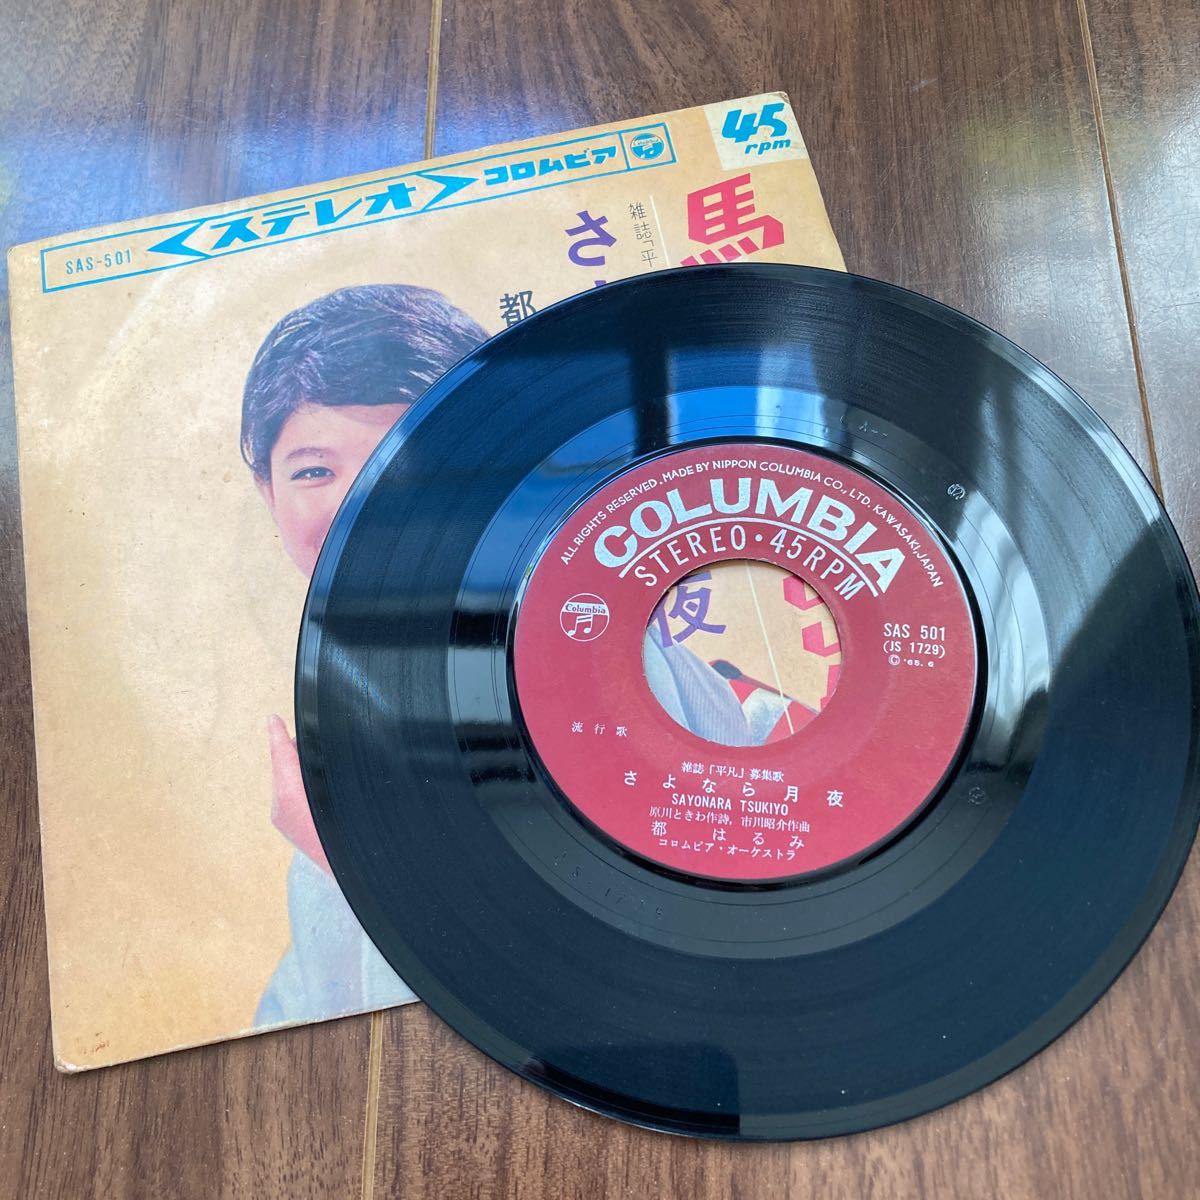 45
rpm
SAS-501
ステレオ
コロムビア
Columbia
馬
雑誌「平
さ
都
夜
ALL RIGHTS RESERVED. MADE BY NIPPON COLUMBIA CO., LTD. KAWASAKI, JAPAN
COLUMBIA
STEREO・45RPM
Columbia
SAS 501
(JS 1729)
© '65. 6
流行歌
雑誌「平凡」募集歌
さよなら月夜
SAYONARA TSUKIYO
原川ときわ作詩, 市川昭介作曲
都 はるみ
コロムビア・オーケストラ